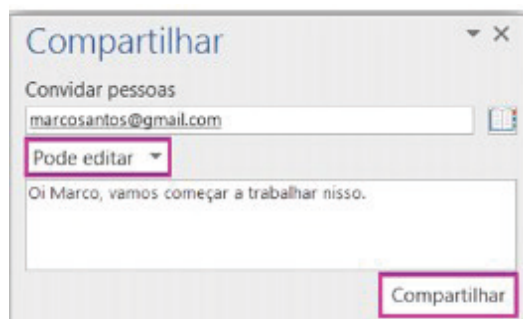 Compartilhar
Convidar pessoas
marcosantos@gmail.com
Pode editar
Oi Marco, vamos começar a trabalhar nisso.
Compartilhar